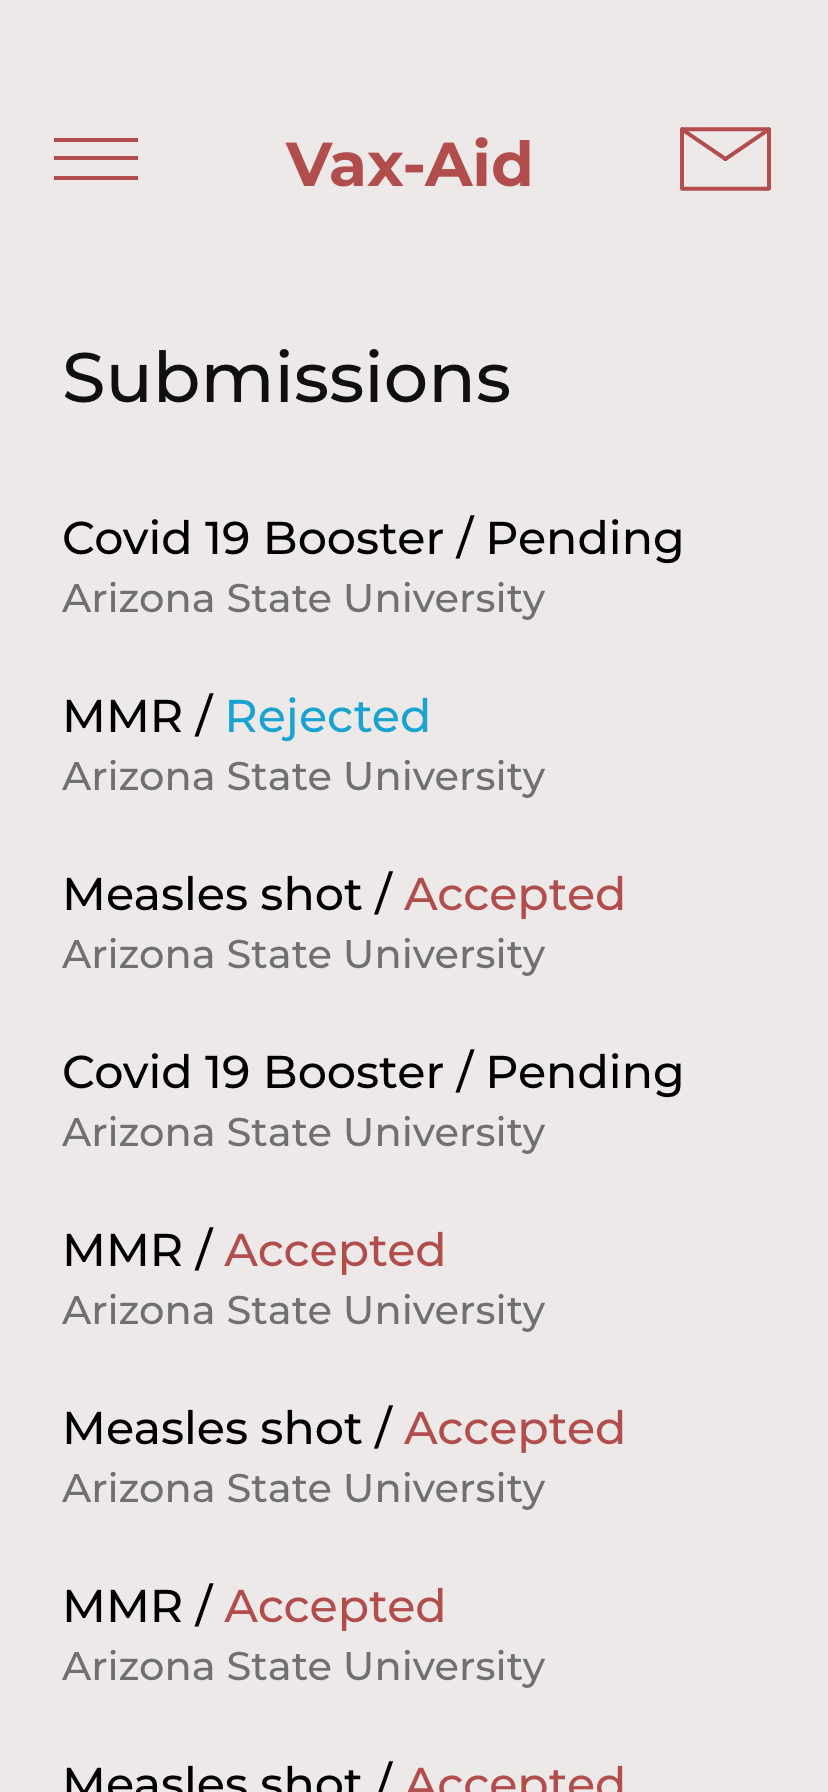 Vax-Aid
Submissions
Covid 19 Booster / Pending
Arizona State University
MMR / Rejected
Arizona State University
Measles shot / Accepted
Arizona State University
Covid 19 Booster / Pending
Arizona State University
MMR / Accepted
Arizona State University
Measles shot / Accepted
Arizona State University
MMR / Accepted
Arizona State University
Measles shot / Accepted